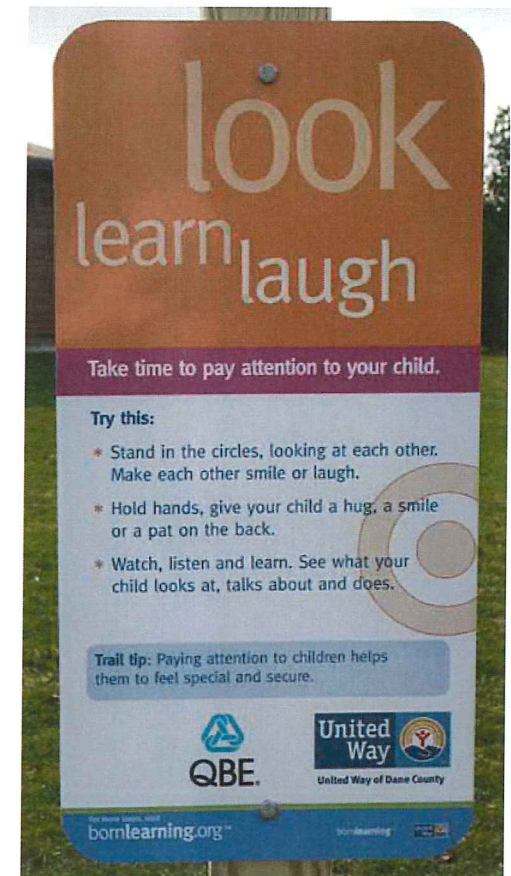 look
learn
laugh
Take time to pay attention to your child.
Try this:
* Stand in the circles, looking at each other.
Make each other smile or laugh.
* Hold hands, give your child a hug, a smile
or a pat on the back.
* Watch, listen and learn. See what your
child looks at, talks about and does.
Trail tip: Paying attention to children helps
them to feel special and secure.
QBE
United
Way
United Way of Dane County
bornlearning.org™
bornlearning